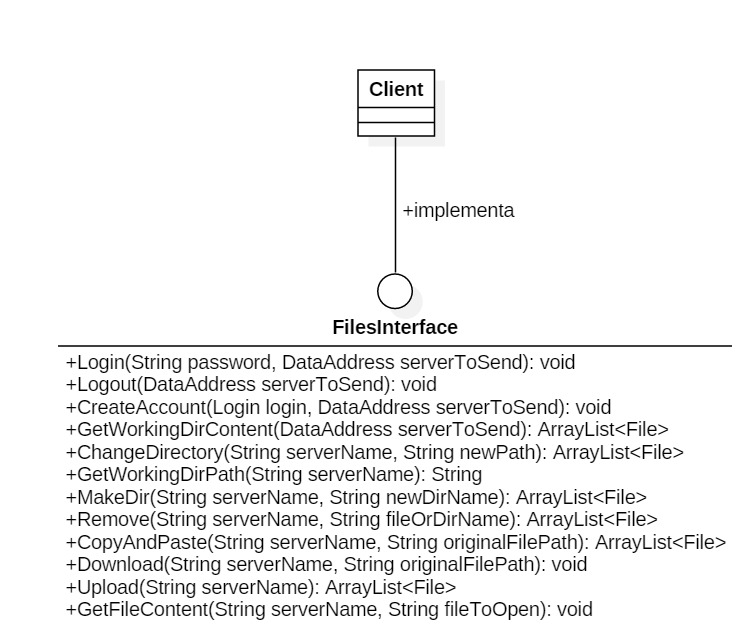 Client
+implementa
FilesInterface
+Login(String password, DataAddress serverToSend): void
+Logout(DataAddress serverToSend): void
+CreateAccount(Login login, DataAddress serverToSend): void
+GetWorkingDirContent(DataAddress serverToSend): ArrayList<File>
+ChangeDirectory(String serverName, String newPath): ArrayList<File>
+GetWorkingDirPath(String serverName): String
+MakeDir(String serverName, String newDirName): ArrayList<File>
+Remove(String serverName, String fileOrDirName): ArrayList<File>
+CopyAndPaste(String serverName, String originalFilePath): ArrayList<File>
+Download(String serverName, String originalFilePath): void
+Upload(String serverName): ArrayList<File>
+GetFileContent(String serverName, String fileToOpen): void